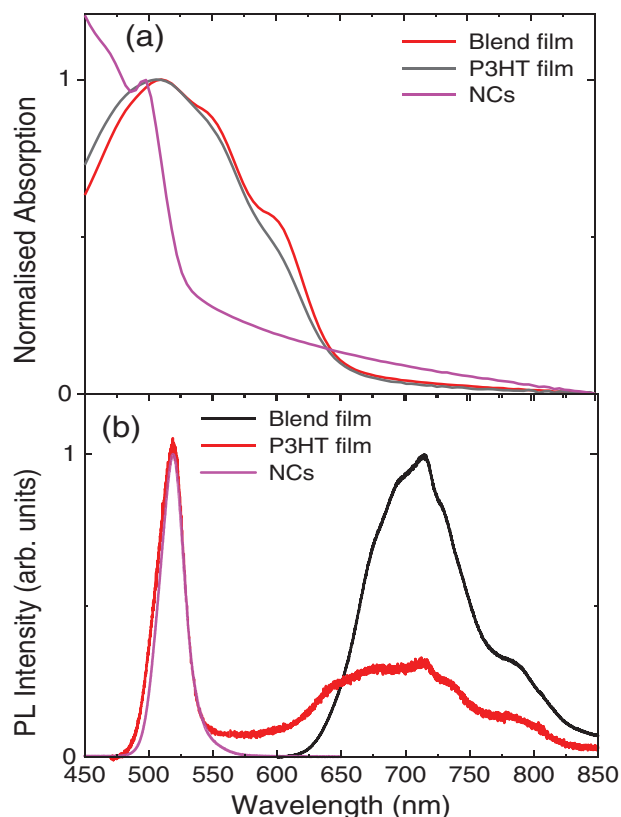 (a)
Blend film
P3HT film
NCs
1
Normalised Absorption
0
(b)
Blend film
P3HT film
NCs
1
PL Intensity (arb. units)
0
450 500 550 600 650 700 750 800 850
Wavelength (nm)